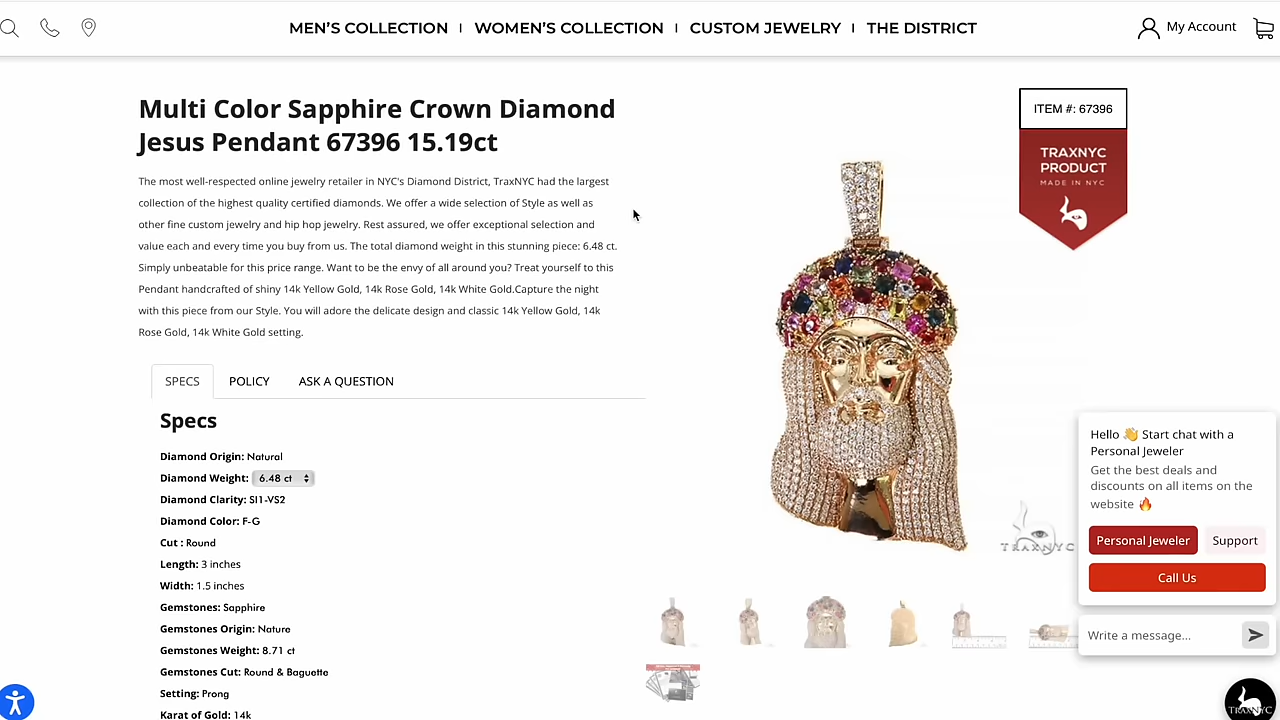 MEN'S COLLECTION
WOMEN'S COLLECTION
CUSTOM JEWELRY
THE DISTRICT
My Account
Multi Color Sapphire Crown Diamond
Jesus Pendant 67396 15.19ct
The most well-respected online jewelry retailer in NYC's Diamond District, TraxNYC had the largest
collection of the highest quality certified diamonds. We offer a wide selection of Style as well as
other fine custom jewelry and hip hop jewelry. Rest assured, we offer exceptional selection and
value each and every time you buy from us. The total diamond weight in this stunning piece: 6.48 ct.
Simply unbeatable for this price range. Want to be the envy of all around you? Treat yourself to this
Pendant handcrafted of shiny 14k Yellow Gold, 14k Rose Gold, 14k White Gold.Capture the night
with this piece from our Style. You will adore the delicate design and classic 14k Yellow Gold, 14k
Rose Gold, 14k White Gold setting.
SPECS
POLICY
ASK A QUESTION
Specs
Diamond Origin: Natural
Diamond Weight: 6.48 ct
Diamond Clarity: SI1-VS2
Diamond Color: F-G
Cut : Round
Length: 3 inches
Width: 1.5 inches
Gemstones: Sapphire
Gemstones Origin: Nature
Gemstones Weight: 8.71 ct
Gemstones Cut: Round & Baguette
Setting: Prong
Karat of Gold: 14k
ITEM #: 67396
TRAXNYC
PRODUCT
MADE IN NYC
TRAXNYC
Hello 👋 Start chat with a
Personal Jeweler
Get the best deals and
discounts on all items on the
website 🔥
Personal Jeweler
Support
Call Us
Write a message...
TRAXNYC